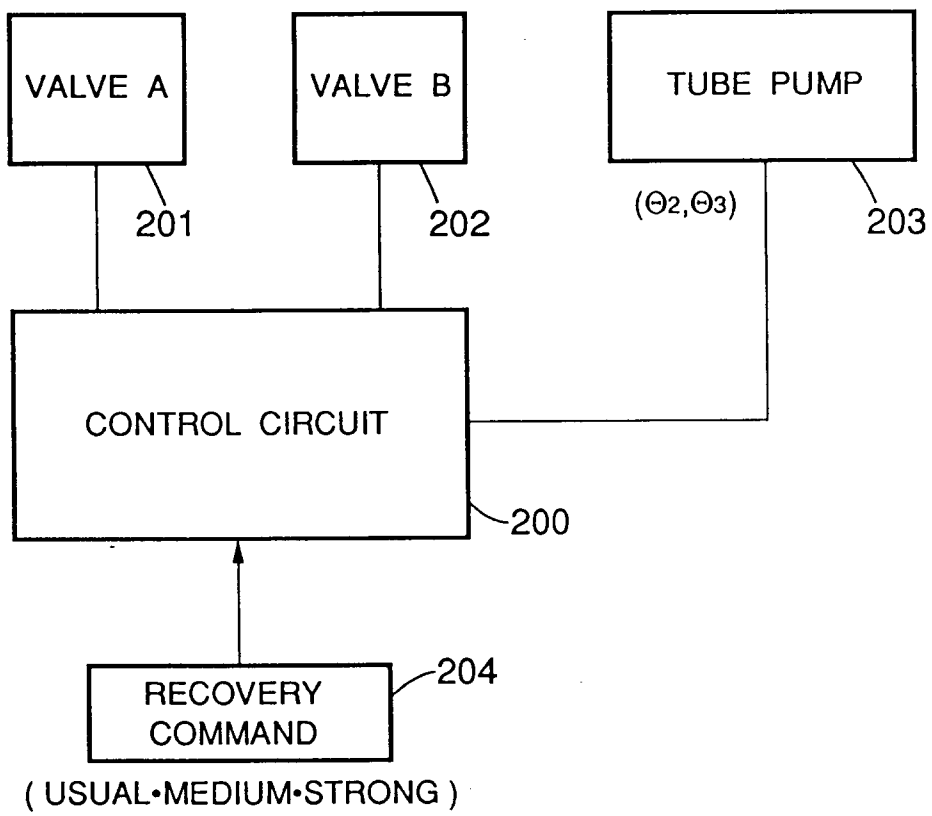 VALVE A
VALVE B
TUBE PUMP
201
202
(Θ2,Θ3)
203
CONTROL CIRCUIT
200
204
RECOVERY
COMMAND
( USUAL•MEDIUM•STRONG )